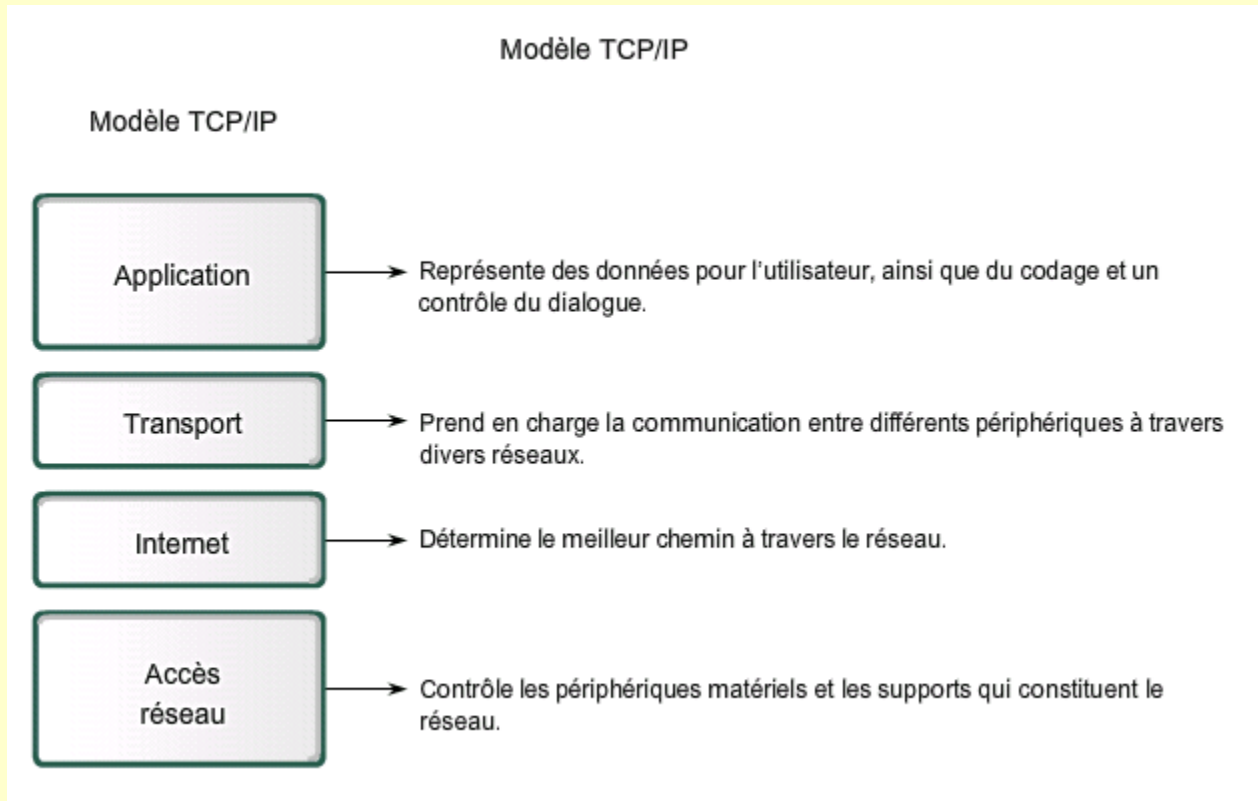 Modèle TCP/IP
Modèle TCP/IP
Application
Représente des données pour l'utilisateur, ainsi que du codage et un
contrôle du dialogue.
Transport
Prend en charge la communication entre différents périphériques à travers
divers réseaux.
Internet
Détermine le meilleur chemin à travers le réseau.
Accès
réseau
Contrôle les périphériques matériels et les supports qui constituent le
réseau.